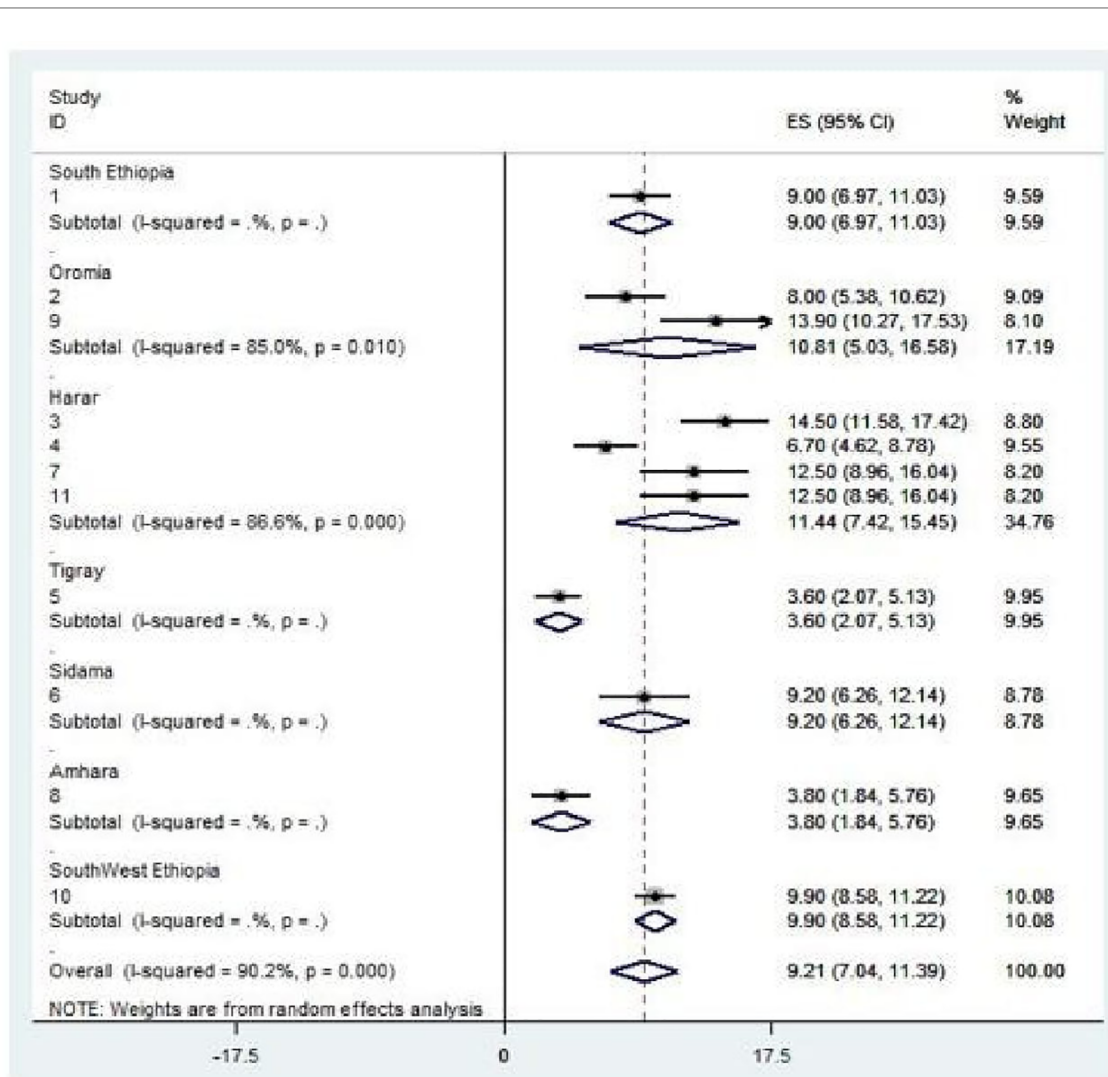 Study % 
ID ES (95% CI) Weight
South Ethiopia
1 9.00 (6.97, 11.03) 9.59
Subtotal (I-squared = .%, p = .) 9.00 (6.97, 11.03) 9.59
.
Oromia
2 8.00 (5.38, 10.62) 9.09
9 13.90 (10.27, 17.53) 8.10
Subtotal (I-squared = 85.0%, p = 0.010) 10.81 (5.03, 16.58) 17.19
.
Harar
3 14.50 (11.58, 17.42) 8.80
4 6.70 (4.62, 8.78) 9.55
7 12.50 (8.96, 16.04) 8.20
11 12.50 (8.96, 16.04) 8.20
Subtotal (I-squared = 86.6%, p = 0.000) 11.44 (7.42, 15.45) 34.76
.
Tigray
5 3.60 (2.07, 5.13) 9.95
Subtotal (I-squared = .%, p = .) 3.60 (2.07, 5.13) 9.95
.
Sidama
6 9.20 (6.26, 12.14) 8.78
Subtotal (I-squared = .%, p = .) 9.20 (6.26, 12.14) 8.78
.
Amhara
8 3.80 (1.84, 5.76) 9.65
Subtotal (I-squared = .%, p = .) 3.80 (1.84, 5.76) 9.65
.
SouthWest Ethiopia
10 9.90 (8.58, 11.22) 10.08
Subtotal (I-squared = .%, p = .) 9.90 (8.58, 11.22) 10.08
.
Overall (I-squared = 90.2%, p = 0.000) 9.21 (7.04, 11.39) 100.00
NOTE: Weights are from random effects analysis
-17.5 0 17.5